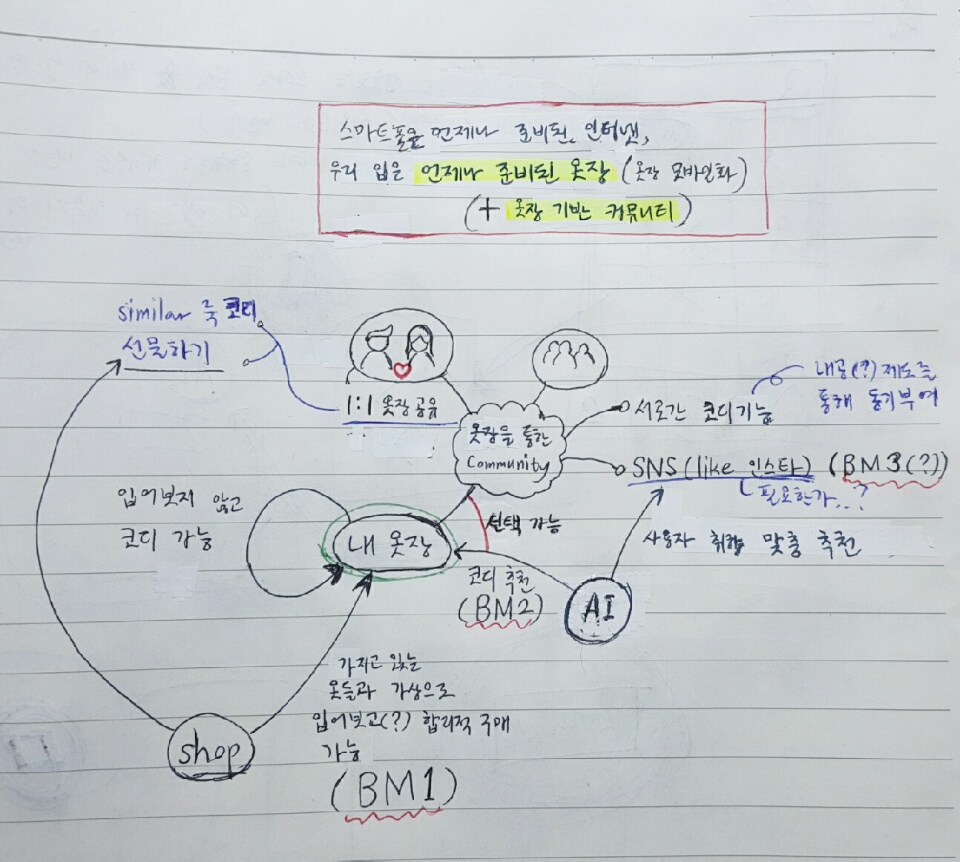 스마트폰은 언제나 준비된 인터넷,
우리 앱은 언제나 준비된 옷장 (옷장 모바일화)
(+ 옷장 기반 커뮤니티)
similar 룩 코디
선물하기
1:1 옷장공유
옷장을 통한
Community
서로간 코디기능
내공(?) 제도를
통해 동기부여
SNS (like 인스타) (BM3(?))
필요한가...?
입어보지 않고
코디 가능
내 옷장
선택 가능
사용자 취향 맞춤 추천
코디 추천
(BM2)
AI
가지고 있는
옷들과 가상으로
입어보고(?) 합리적 구매
가능
(BM1)
shop